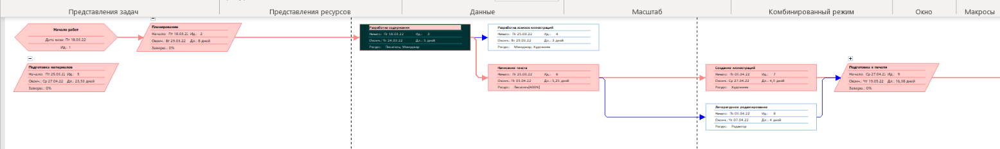 Представления задач
Представления ресурсов
Данные
Масштаб
Комбинированный режим
Окно
Макросы
Начало работ
Дата вехи: Пт 18.03.22
Ид.: 1
Планирование
Начало: Пт 18.03.22 Ид.: 2
Оконч.: Вт 29.03.22 Дл.: 8 дней
Заверш.: 0%
Разработка содержания
Начало: Пт 18.03.22 Ид.: 3
Оконч.: Чт 24.03.22 Дл.: 5 дней
Ресурс: Писатель; Менеджер
Разработка эскизов иллюстраций
Начало: Пт 25.03.22 Ид.: 4
Оконч.: Вт 29.03.22 Дл.: 3 дней
Ресурс: Менеджер; Художник
Подготовка материалов
Начало: Пт 25.03.22 Ид.: 5
Оконч.: Ср 27.04.22 Дл.: 23,53 дней
Заверш.: 0%
Написание текста
Начало: Пт 25.03.22 Ид.: 6
Оконч.: Пт 01.04.22 Дл.: 5,25 дней
Ресурс: Писатель[400%]
Создание иллюстраций
Начало: Пт 01.04.22 Ид.: 7
Оконч.: Ср 27.04.22
Ресурс: Художник
Подготовка к печати
Начало: Ср 27.04.22 Ид.: 9
Оконч.: Чт 19.05.22 Дл.: 16,58 дней
Заверш.: 0%
Литературное редактирование
Начало: Пт 01.04.22 Ид.: 8
Оконч.: Чт 07.04.22 Дл.: 4 дней
Ресурс: Редактор